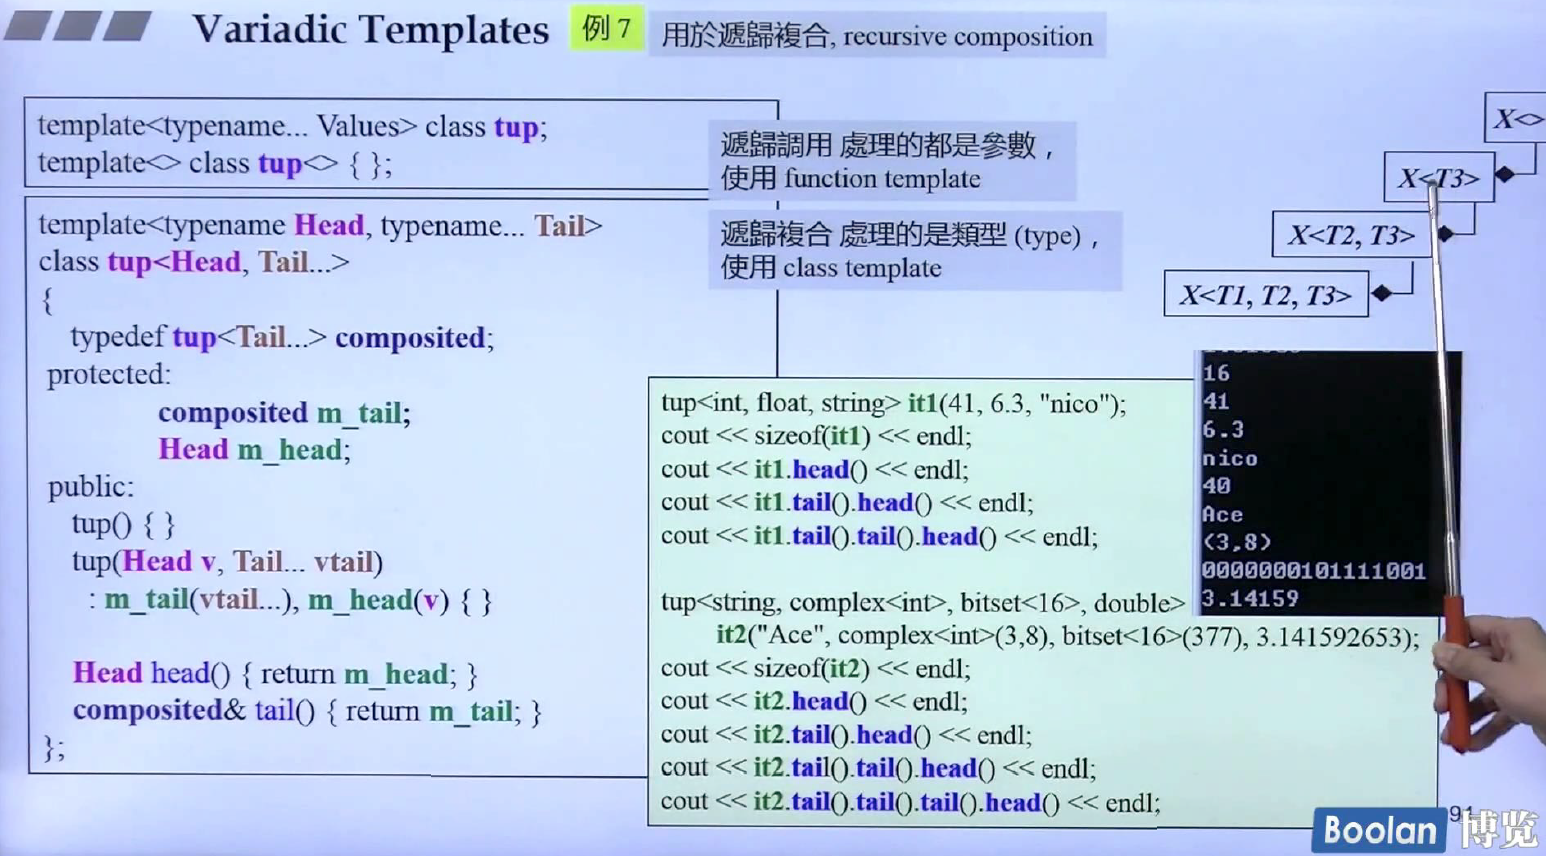 Variadic Templates
例 7
用於遞歸複合, recursive composition
template<typename... Values> class tup;
template<> class tup<> { };
遞歸調用 處理的都是參數，
使用 function template
遞歸複合 處理的是類型 (type)，
使用 class template
X<>
X<T3>
X<T2, T3>
X<T1, T2, T3>
template<typename Head, typename... Tail>
class tup<Head, Tail...>
{
typedef tup<Tail...> composited;
protected:
composited m_tail;
Head m_head;
public:
tup() { }
tup(Head v, Tail... vtail)
: m_tail(vtail...), m_head(v) { }
Head head() { return m_head; }
composited& tail() { return m_tail; }
};
tup<int, float, string> it1(41, 6.3, "nico");
cout << sizeof(it1) << endl;
cout << it1.head() << endl;
cout << it1.tail().head() << endl;
cout << it1.tail().tail().head() << endl;
tup<string, complex<int>, bitset<16>, double>
it2("Ace", complex<int>(3,8), bitset<16>(377), 3.141592653);
cout << sizeof(it2) << endl;
cout << it2.head() << endl;
cout << it2.tail().head() << endl;
cout << it2.tail().tail().head() << endl;
cout << it2.tail().tail().tail().head() << endl;
16
41
6.3
nico
40
Ace
(3,8)
0000000101111001
3.14159
91
Boolan 博览